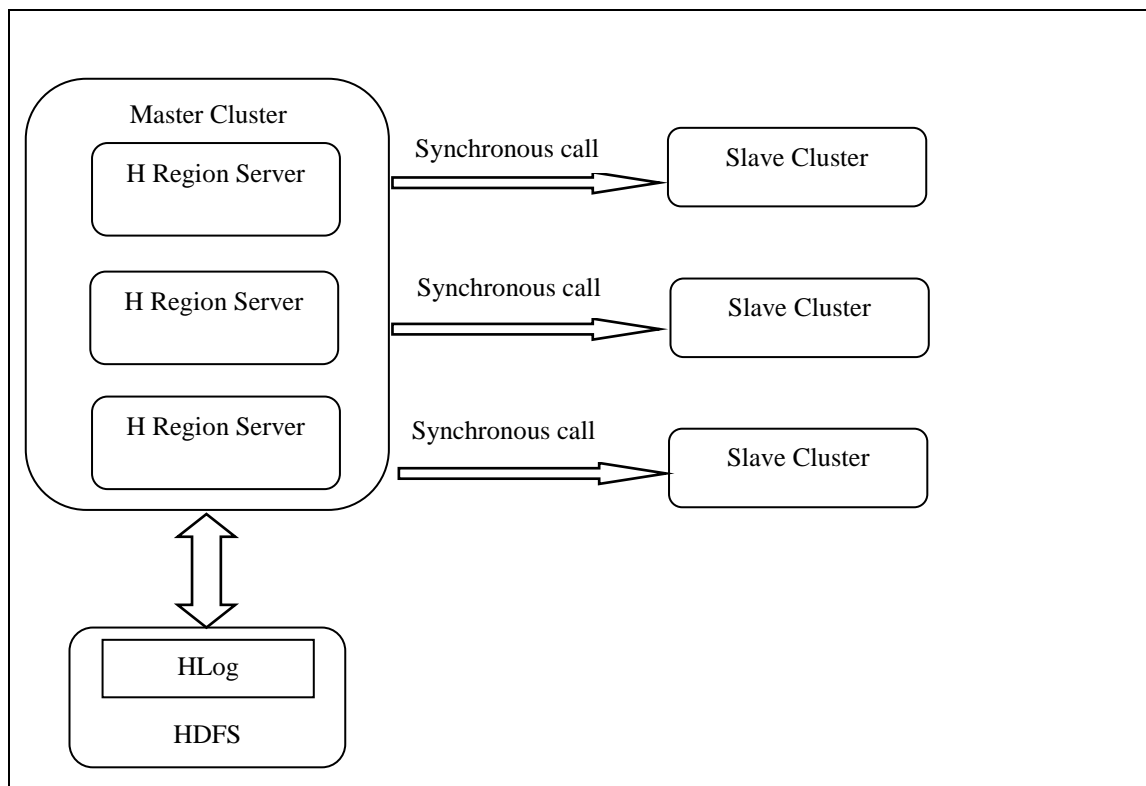 Master Cluster
H Region Server
Synchronous call
Slave Cluster
H Region Server
Synchronous call
Slave Cluster
H Region Server
Synchronous call
Slave Cluster
HLog
HDFS